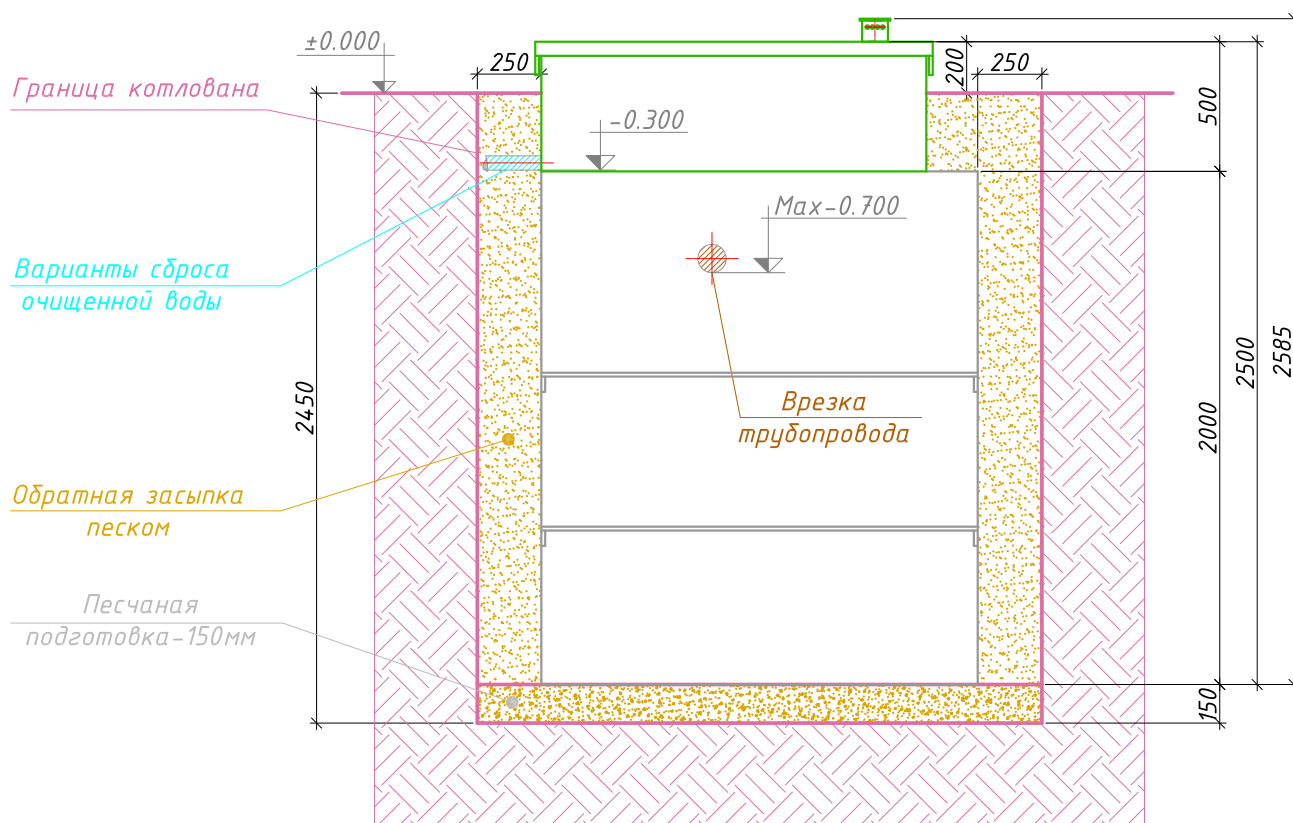 ±0.000
Граница котлована
250
200
250
500
-0.300
Max-0.700
Варианты сброса
очищенной воды
2450
2500
2585
2000
Врезка
трубопровода
Обратная засыпка
песком
Песчаная
подготовка-150мм
150